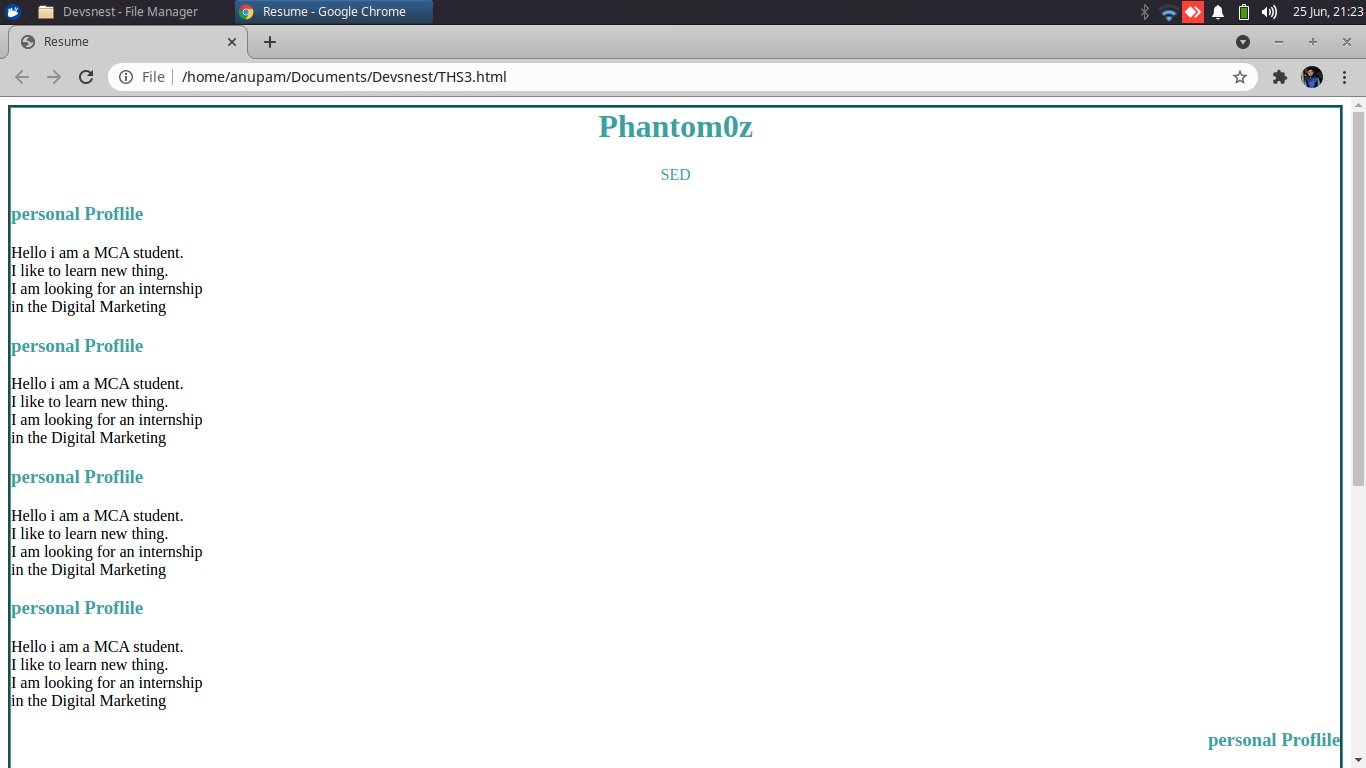 Devsnest - File Manager
Resume - Google Chrome
25 Jun, 21:23
Resume
File
/home/anupam/Documents/Devsnest/THS3.html
Phantom0z
SED
personal Proflile
Hello i am a MCA student.
I like to learn new thing.
I am looking for an internship
in the Digital Marketing
personal Proflile
Hello i am a MCA student.
I like to learn new thing.
I am looking for an internship
in the Digital Marketing
personal Proflile
Hello i am a MCA student.
I like to learn new thing.
I am looking for an internship
in the Digital Marketing
personal Proflile
Hello i am a MCA student.
I like to learn new thing.
I am looking for an internship
in the Digital Marketing
personal Proflile